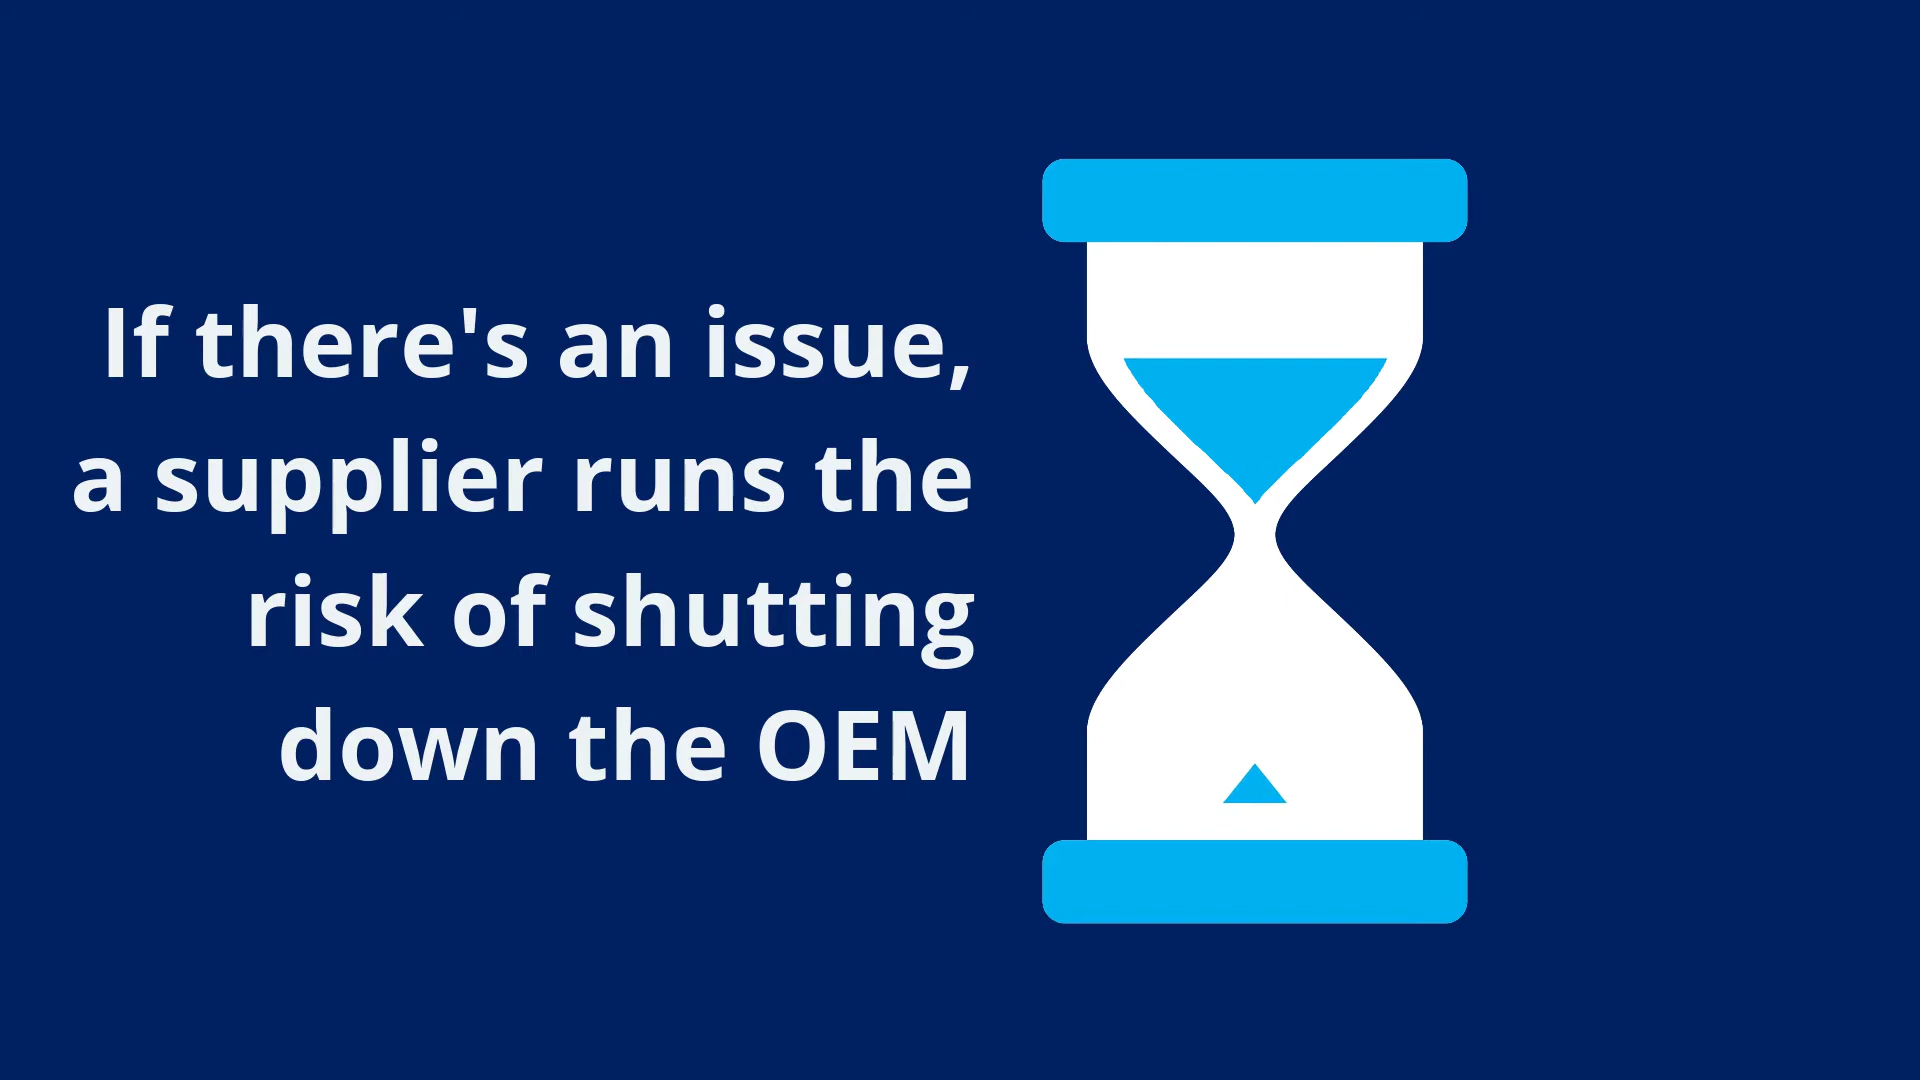 If there's an issue,
a supplier runs the
risk of shutting
down the OEM